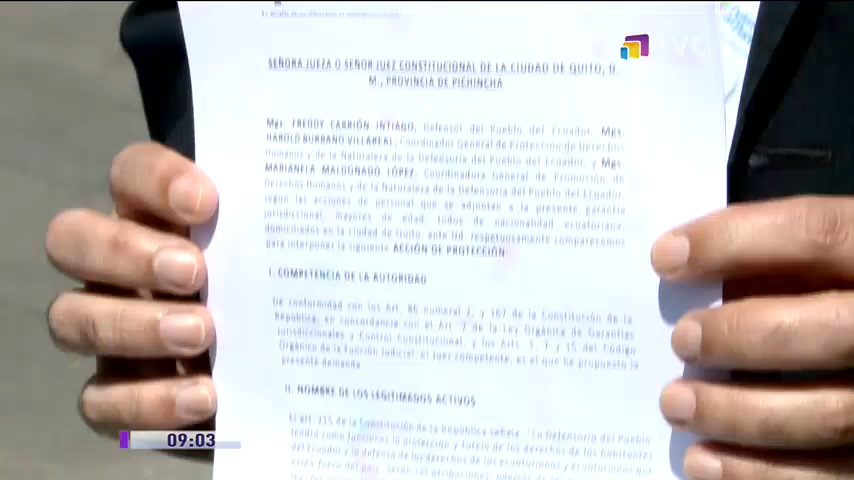 SEÑORA JUEZA O SEÑOR JUEZ CONSTITUCIONAL DE LA CIUDAD DE QUITO, D.
M., PROVINCIA DE PICHINCHA
Mgs. FREDDY CARRIÓN INTIAGO, Defensor del Pueblo del Ecuador, Mgs.
HAROLD BURBANO VILLAREAL, Coordinador General de Protección de Derechos
Humanos y de la Naturaleza de la Defensoría del Pueblo del Ecuador, y Mgs.
MARIANELA MALDONADO LÓPEZ, Coordinadora General de Promoción de
Derechos Humanos y de la Naturaleza de la Defensoría del Pueblo del Ecuador,
según las acciones de personal que se adjuntan a la presente garantía
jurisdiccional, mayores de edad, todos de nacionalidad ecuatoriana,
domiciliados en la ciudad de Quito, ante Ud. respetuosamente comparecemos
para interponer la siguiente ACCIÓN DE PROTECCIÓN:
I. COMPETENCIA DE LA AUTORIDAD
De conformidad con los Art. 86 numeral 2, y 167 de la Constitución de la
República, en concordancia con el Art. 7 de la Ley Orgánica de Garantías
Jurisdiccionales y Control Constitucional, y los Arts. 1, 7 y 15 del Código
Orgánico de la Función Judicial, el juez competente, es el que he propuesto la
presente demanda.
II. NOMBRE DE LOS LEGITIMADOS ACTIVOS
El art. 215 de la Constitución de la República señala: "La Defensoría del Pueblo
tendrá como funciones la protección y tutela de los derechos de los habitantes
del Ecuador y la defensa de los derechos de las ecuatorianas y ecuatorianos que
estén fuera del país. Serán sus atribuciones, además de las
09:03